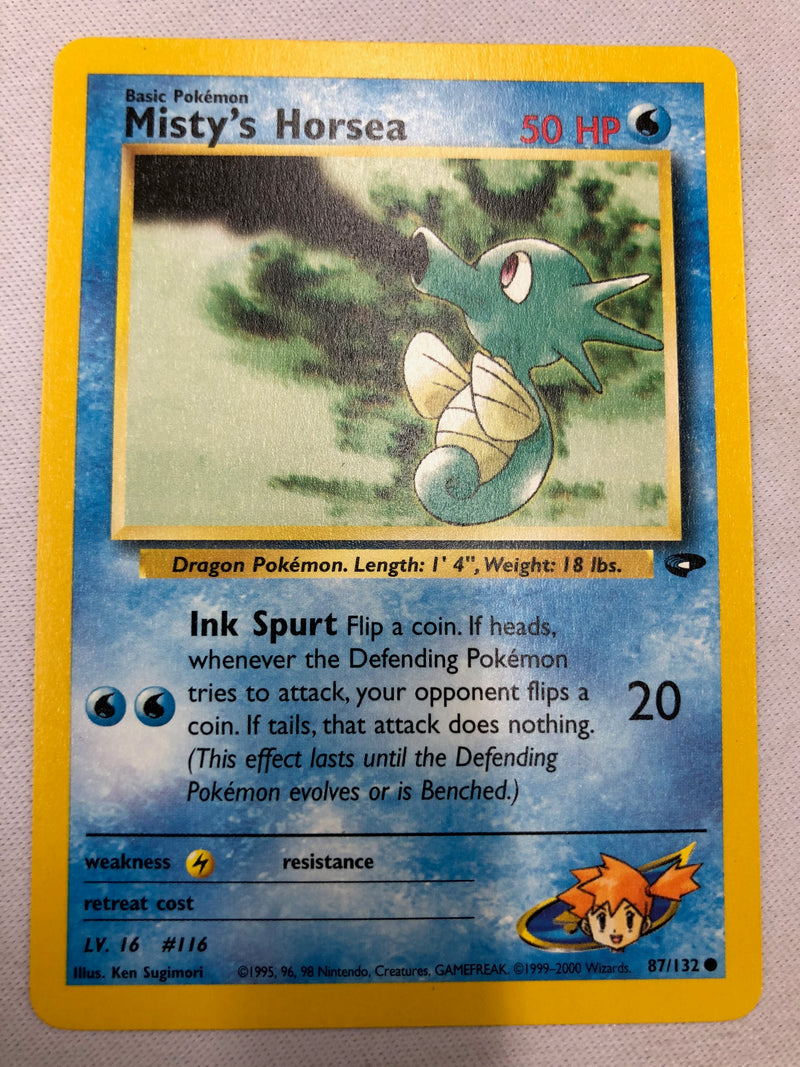 Basic Pokémon
Misty's Horsea 50 HP
Dragon Pokémon. Length: 1' 4", Weight: 18 lbs.
Ink Spurt Flip a coin. If heads,
whenever the Defending Pokémon
tries to attack, your opponent flips a
coin. If tails, that attack does nothing.
(This effect lasts until the Defending
Pokémon evolves or is Benched.)
20
weakness resistance
retreat cost
LV. 16 #116
Illus. Ken Sugimori ©1995, 96, 98 Nintendo, Creatures, GAMEFREAK. ©1999–2000 Wizards. 87/132